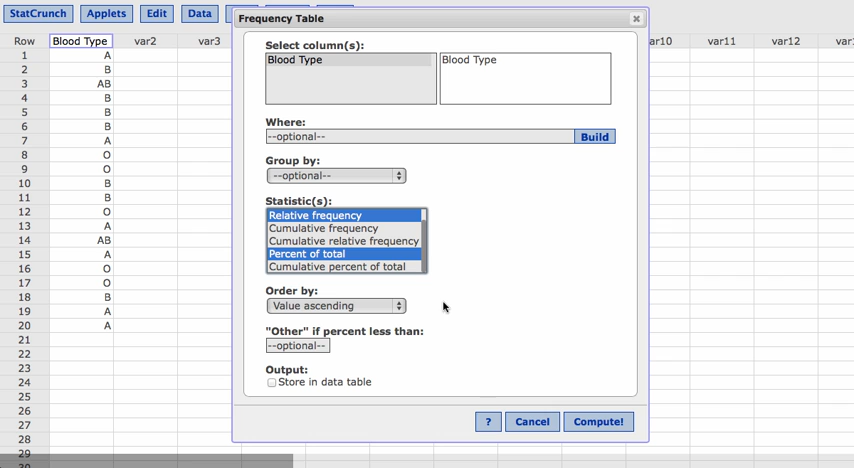 StatCrunch Applets Edit Data
Frequency Table
Row Blood Type var2 var3 var11 var12
Select column(s):
Blood Type Blood Type
Where:
--optional-- Build
Group by:
--optional--
Statistic(s):
Relative frequency
Cumulative frequency
Cumulative relative frequency
Percent of total
Cumulative percent of total
Order by:
Value ascending
"Other" if percent less than:
--optional--
Output:
Store in data table
? Cancel Compute!
1 A
2 B
3 AB
4 B
5 B
6 B
7 A
8 O
9 O
10 B
11 B
12 O
13 A
14 AB
15 A
16 O
17 O
18 B
19 A
20 A
21
22
23
24
25
26
27
28
29